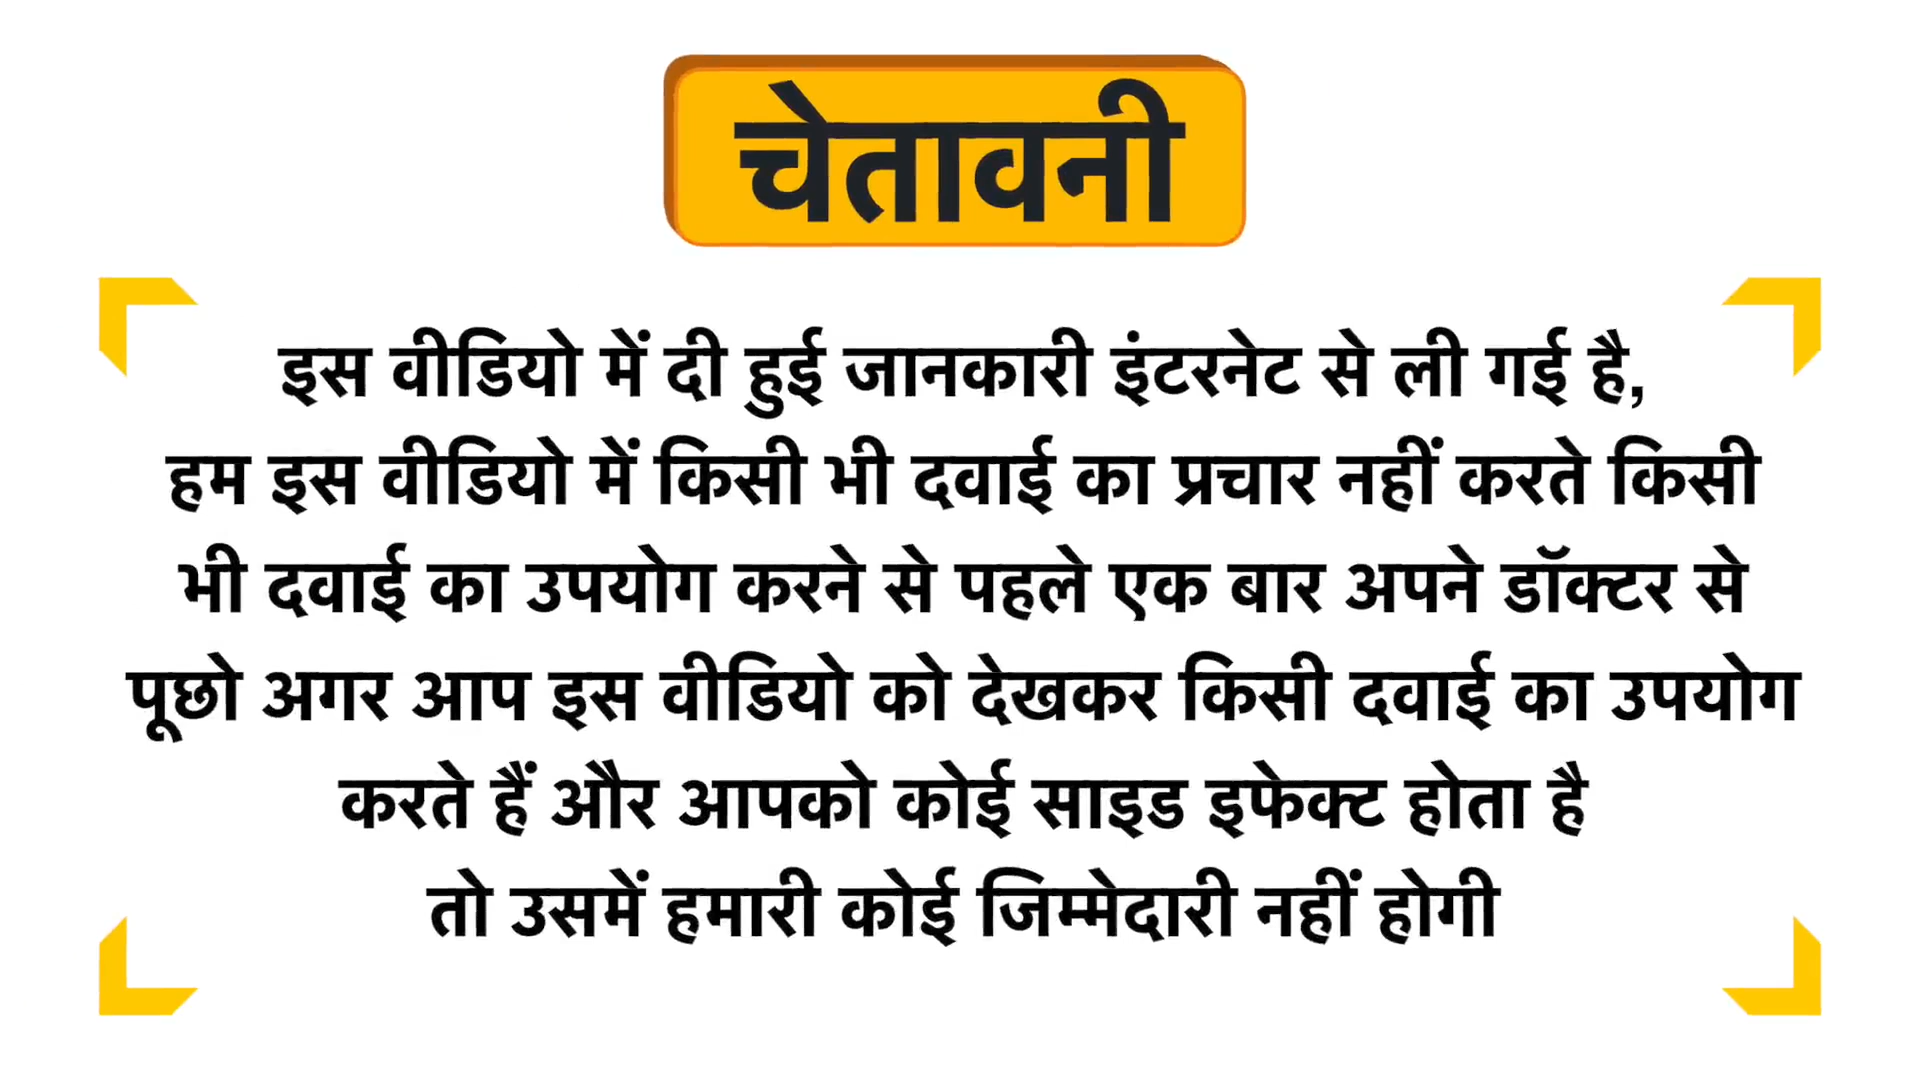 चेतावनी
इस वीडियो में दी हुई जानकारी इंटरनेट से ली गई है,
हम इस वीडियो में किसी भी दवाई का प्रचार नहीं करते किसी
भी दवाई का उपयोग करने से पहले एक बार अपने डॉक्टर से
पूछो अगर आप इस वीडियो को देखकर किसी दवाई का उपयोग
करते हैं और आपको कोई साइड इफेक्ट होता है
तो उसमें हमारी कोई जिम्मेदारी नहीं होगी